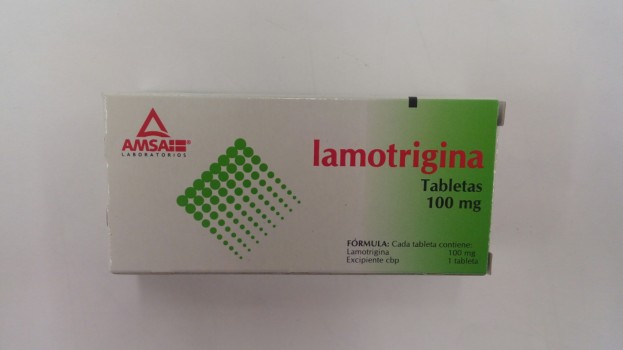 AMSA
LABORATORIOS
lamotrigina
Tabletas
100 mg
FÓRMULA: Cada tableta contiene:
Lamotrigina 100 mg
Excipiente cbp 1 tableta